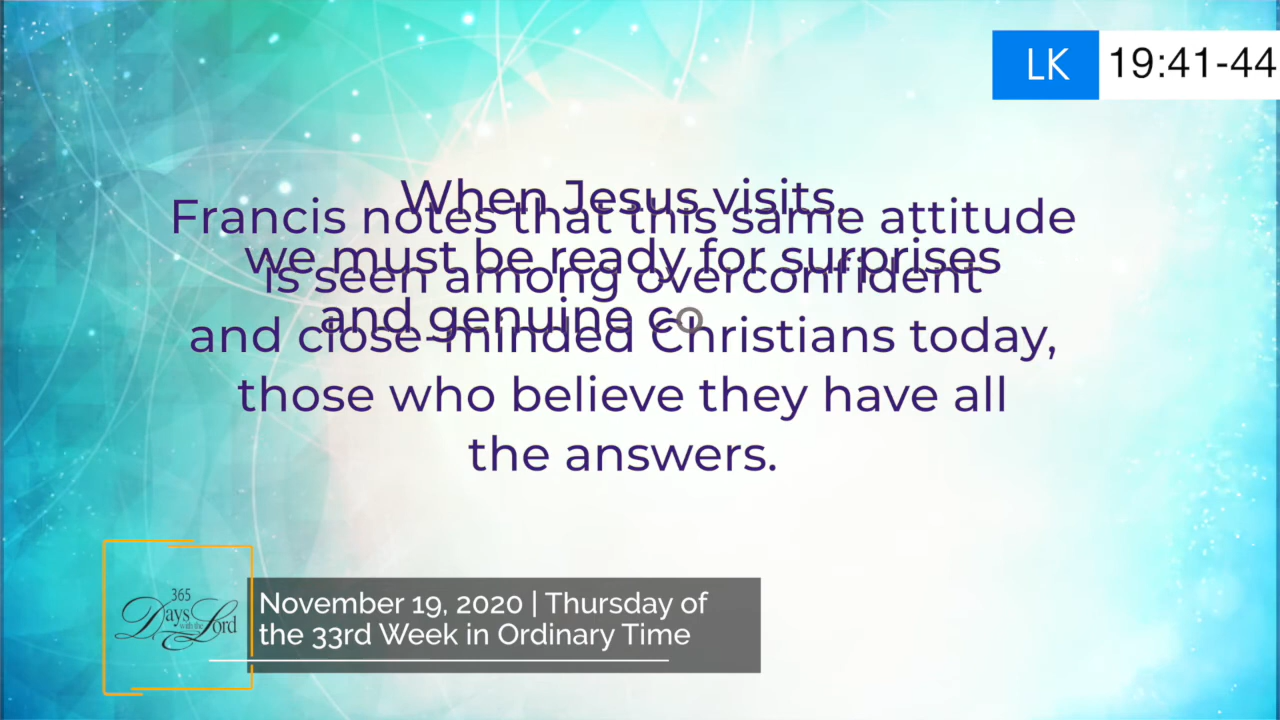 LK 19:41-44
When Jesus visits,
we must be ready for surprises
and genuine co
Francis notes that this same attitude
is seen among overconfident
and close-minded Christians today,
those who believe they have all
the answers.
365
Days with the Lord
November 19, 2020 | Thursday of
the 33rd Week in Ordinary Time